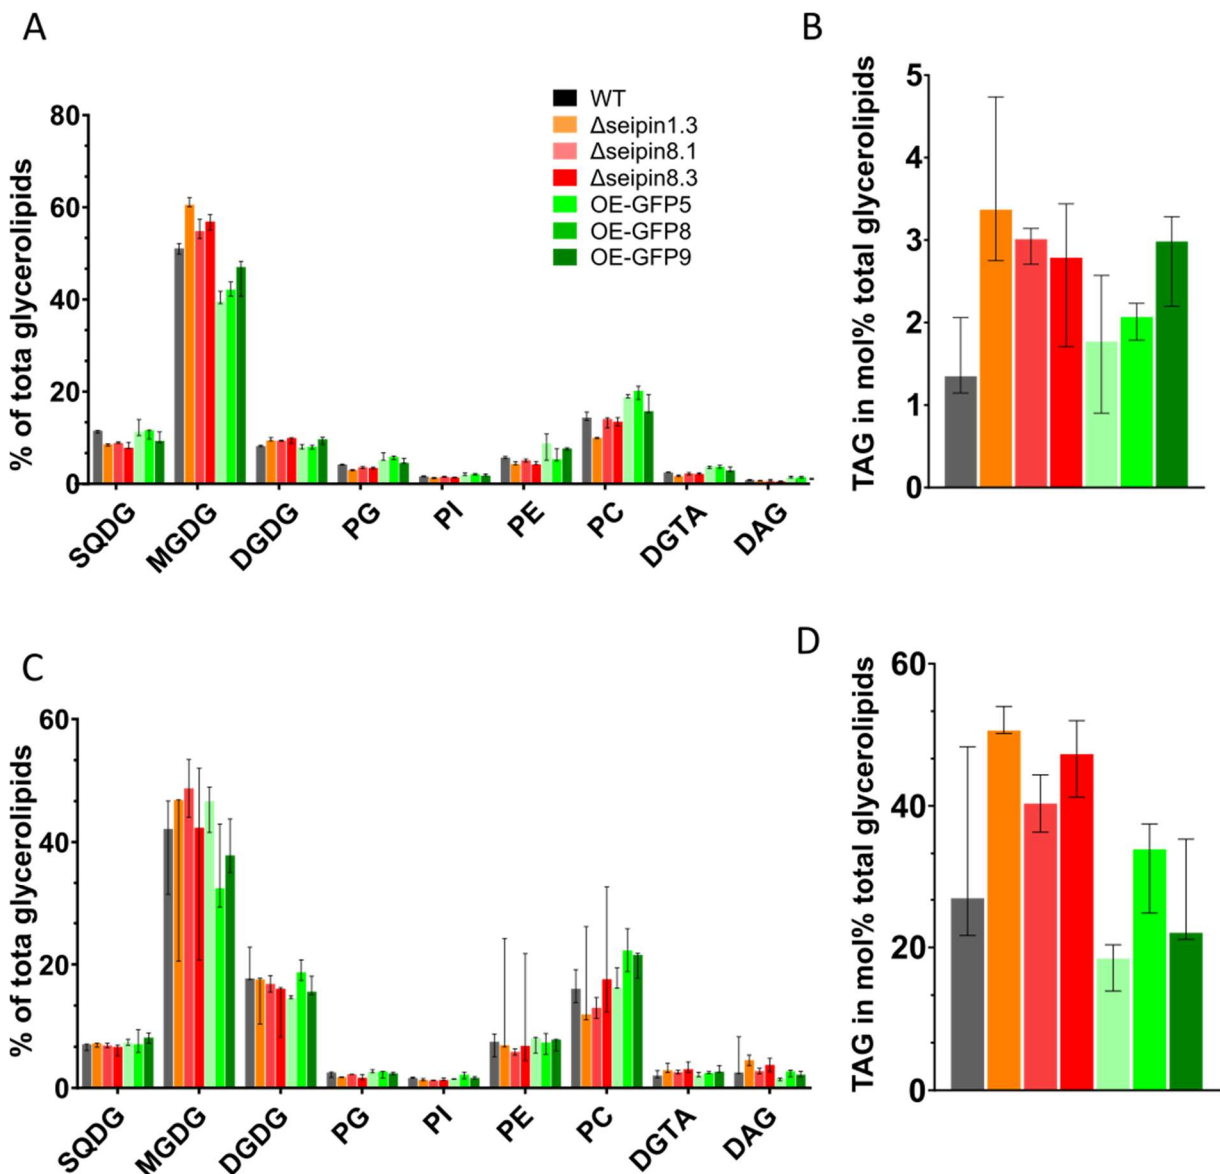 A
% of tota glycerolipids
80
60
40
20
0
SQDG
MGDG
DGDG
PG
PI
PE
PC
DGTA
DAG
WT
Δseipin1.3
Δseipin8.1
Δseipin8.3
OE-GFP5
OE-GFP8
OE-GFP9
B
TAG in mol% total glycerolipids
5
4
3
2
1
0
C
% of tota glycerolipids
60
40
20
0
SQDG
MGDG
DGDG
PG
PI
PE
PC
DGTA
DAG
D
TAG in mol% total glycerolipids
60
40
20
0